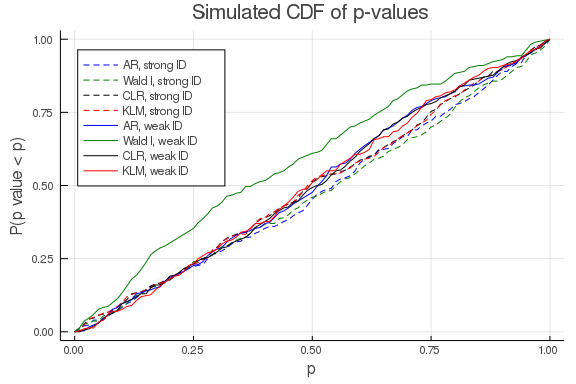 Simulated CDF of p-values
P(p value < p)
1.00
0.75
0.50
0.25
0.00
AR, strong ID
Wald I, strong ID
CLR, strong ID
KLM, strong ID
AR, weak ID
Wald I, weak ID
CLR, weak ID
KLM, weak ID
0.00 0.25 0.50 0.75 1.00
p